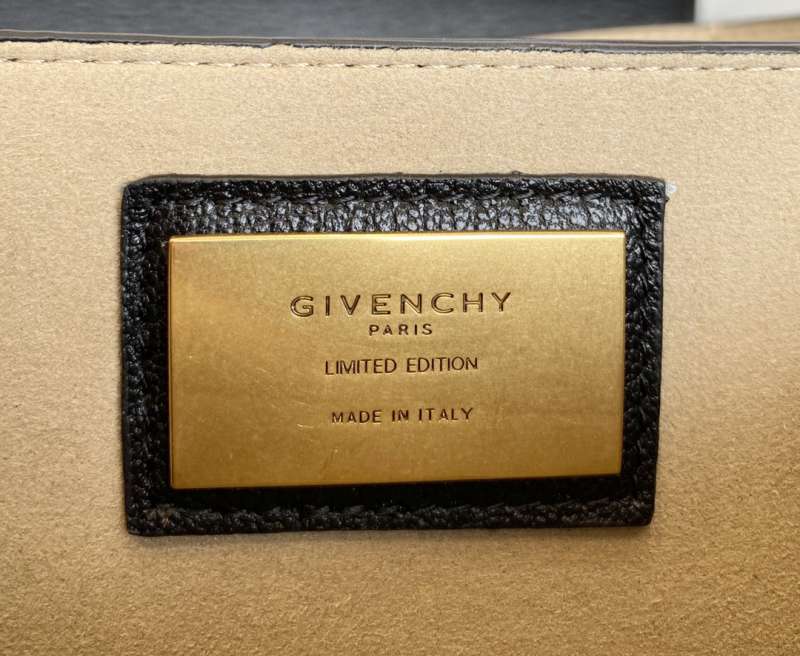 GIVENCHY
PARIS
LIMITED EDITION
MADE IN ITALY